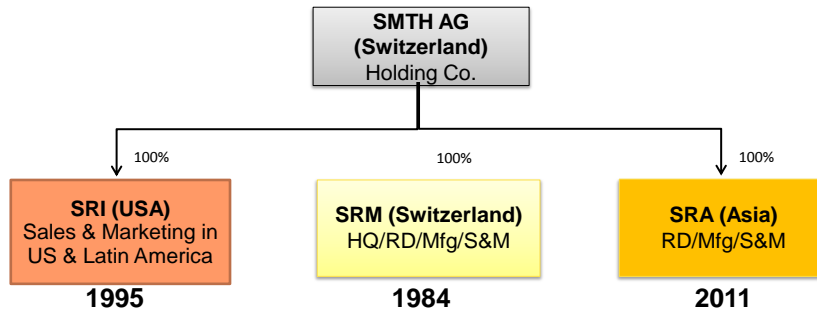 SMTH AG
(Switzerland)
Holding Co.
100%
100%
100%
SRI (USA)
Sales & Marketing in
US & Latin America
SRM (Switzerland)
HQ/RD/Mfg/S&M
SRA (Asia)
RD/Mfg/S&M
1995
1984
2011